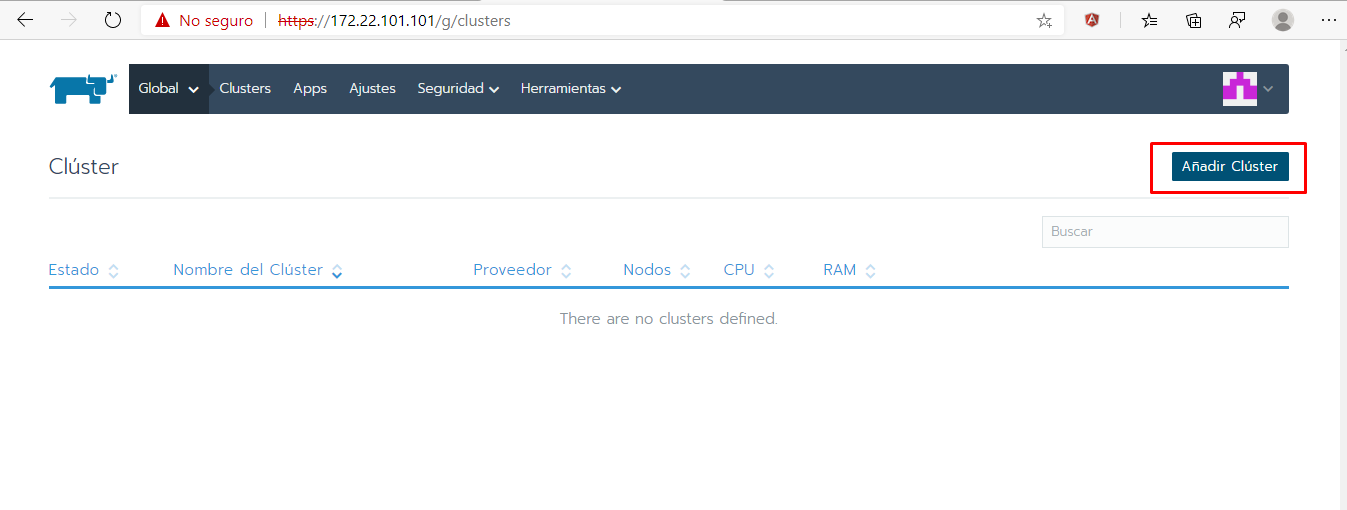 No seguro https://172.22.101.101/g/clusters
Global Clusters Apps Ajustes Seguridad Herramientas
Clúster
Añadir Clúster
Buscar
Estado Nombre del Clúster Proveedor Nodos CPU RAM
There are no clusters defined.